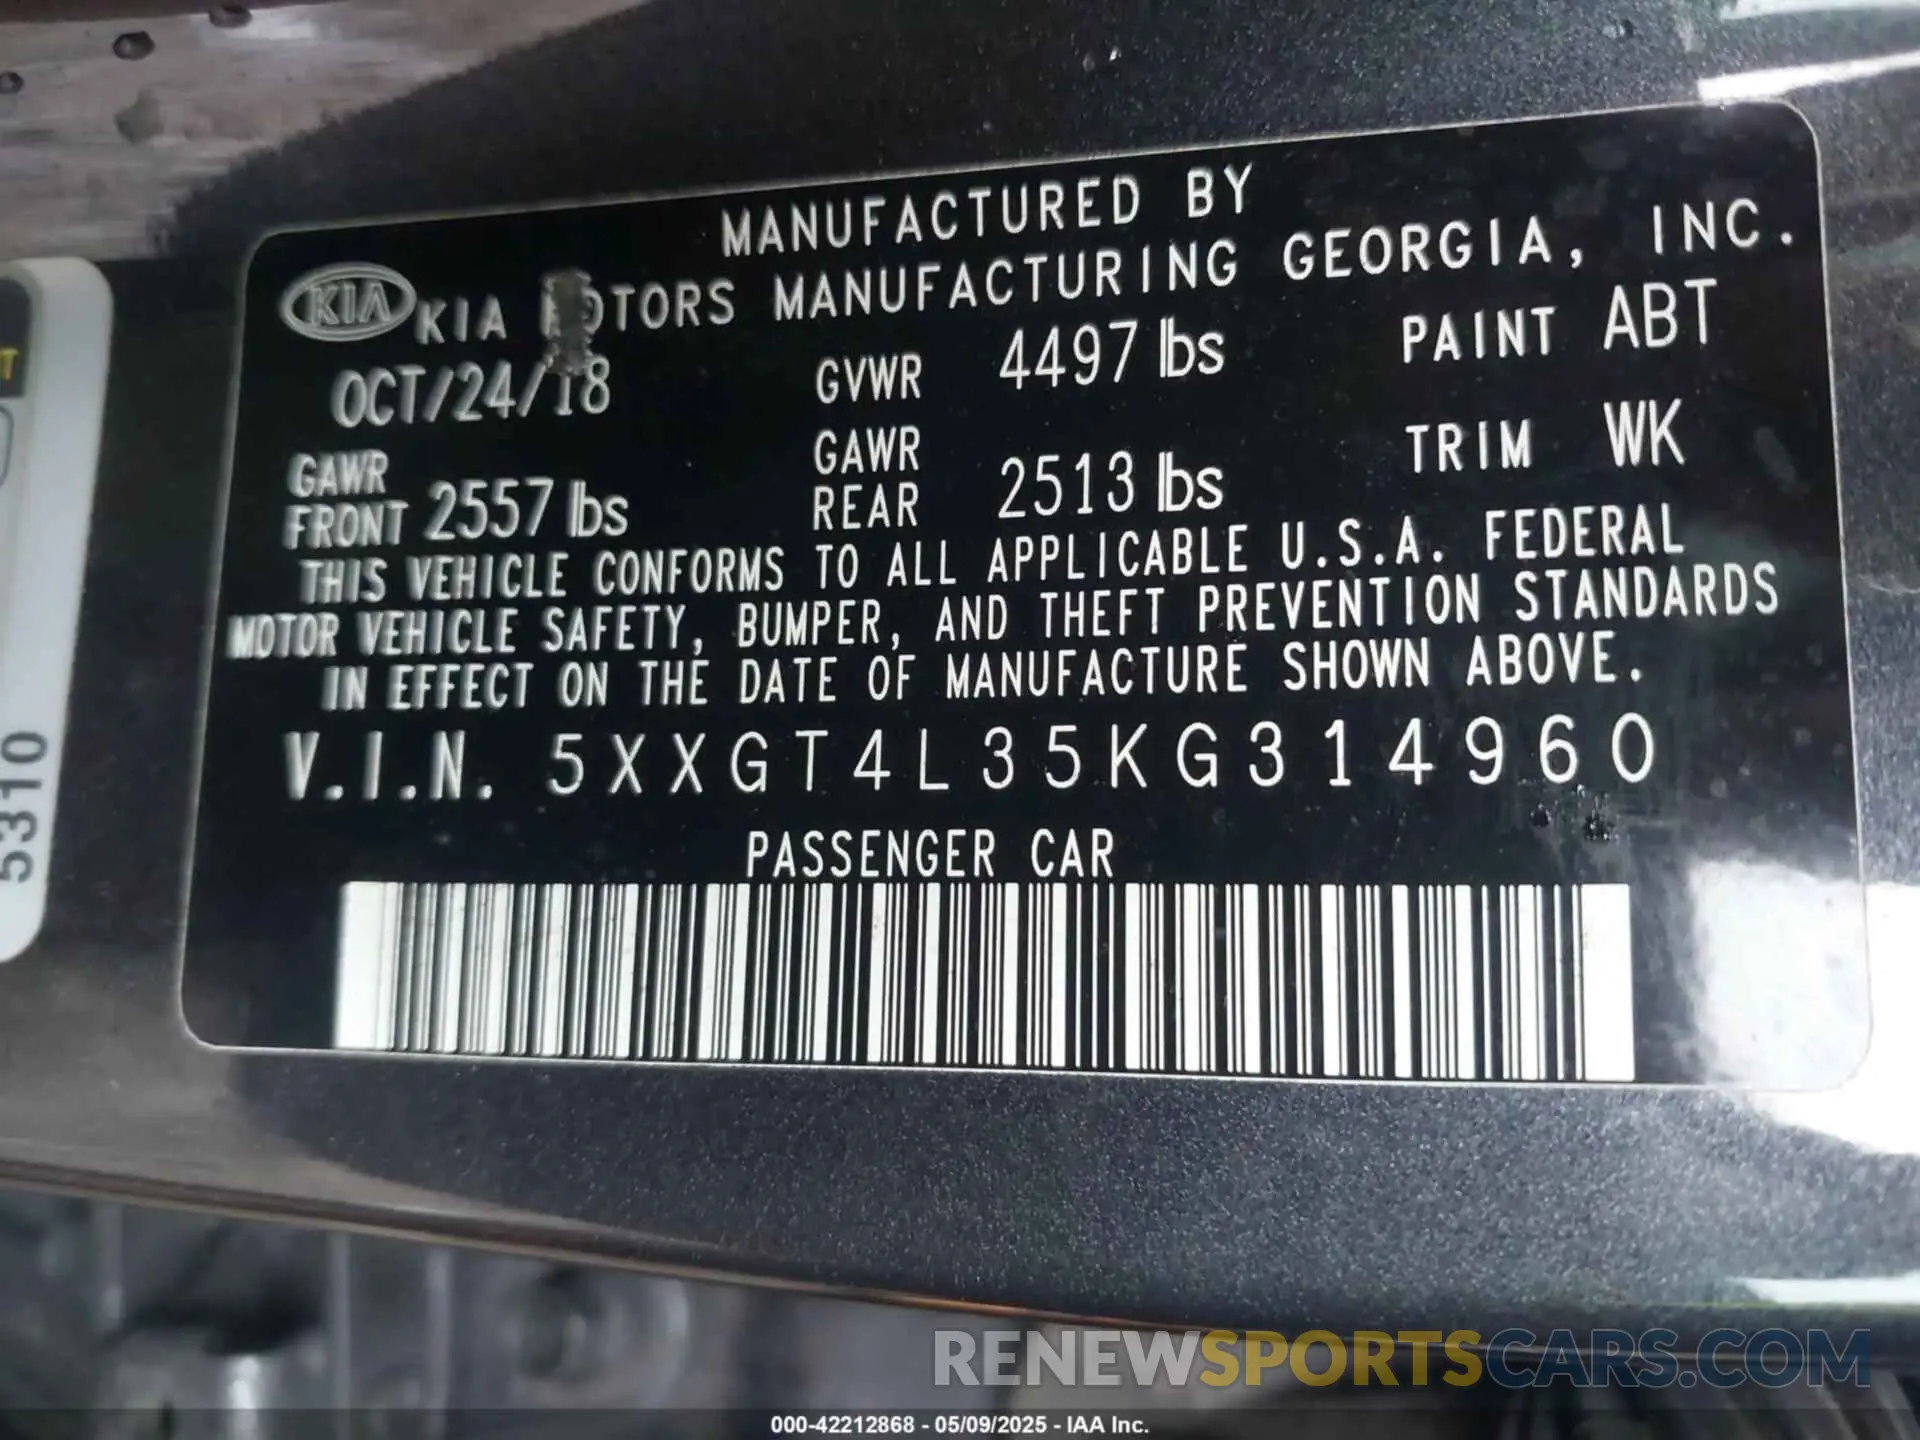 MANUFACTURED BY
KIA KIA MOTORS MANUFACTURING GEORGIA, INC.
OCT/24/18 GVWR 4497 lbs PAINT ABT
GAWR FRONT 2557 lbs GAWR REAR 2513 lbs TRIM WK
THIS VEHICLE CONFORMS TO ALL APPLICABLE U.S.A. FEDERAL
MOTOR VEHICLE SAFETY, BUMPER, AND THEFT PREVENTION STANDARDS
IN EFFECT ON THE DATE OF MANUFACTURE SHOWN ABOVE.
V.I.N. 5XXGT4L35KG314960
PASSENGER CAR
5310
RENEWSPORTSCARS.COM
000-42212868 - 05/09/2025 - IAA Inc.